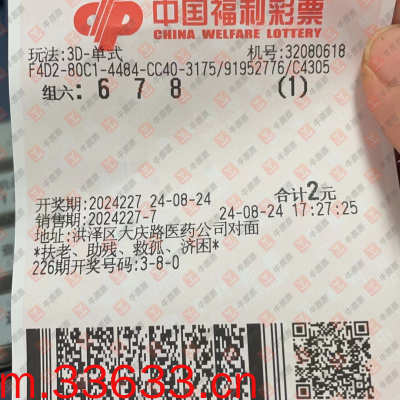 中国福利彩票
CHINA WELFARE LOTTERY
玩法:3D-单式 机号:32080618
F4D2-80C1-4484-CC40-3175/91952776/C4305
组六: 6 7 8 (1)
开奖期:2024227 24-08-24 合计2元
销售期:2024227-7 24-08-24 17:27:25
地址:洪泽区大庆路医药公司对面
*扶老、助残、救孤、济困*
226期开奖号码:3-8-0
m.33633.cn